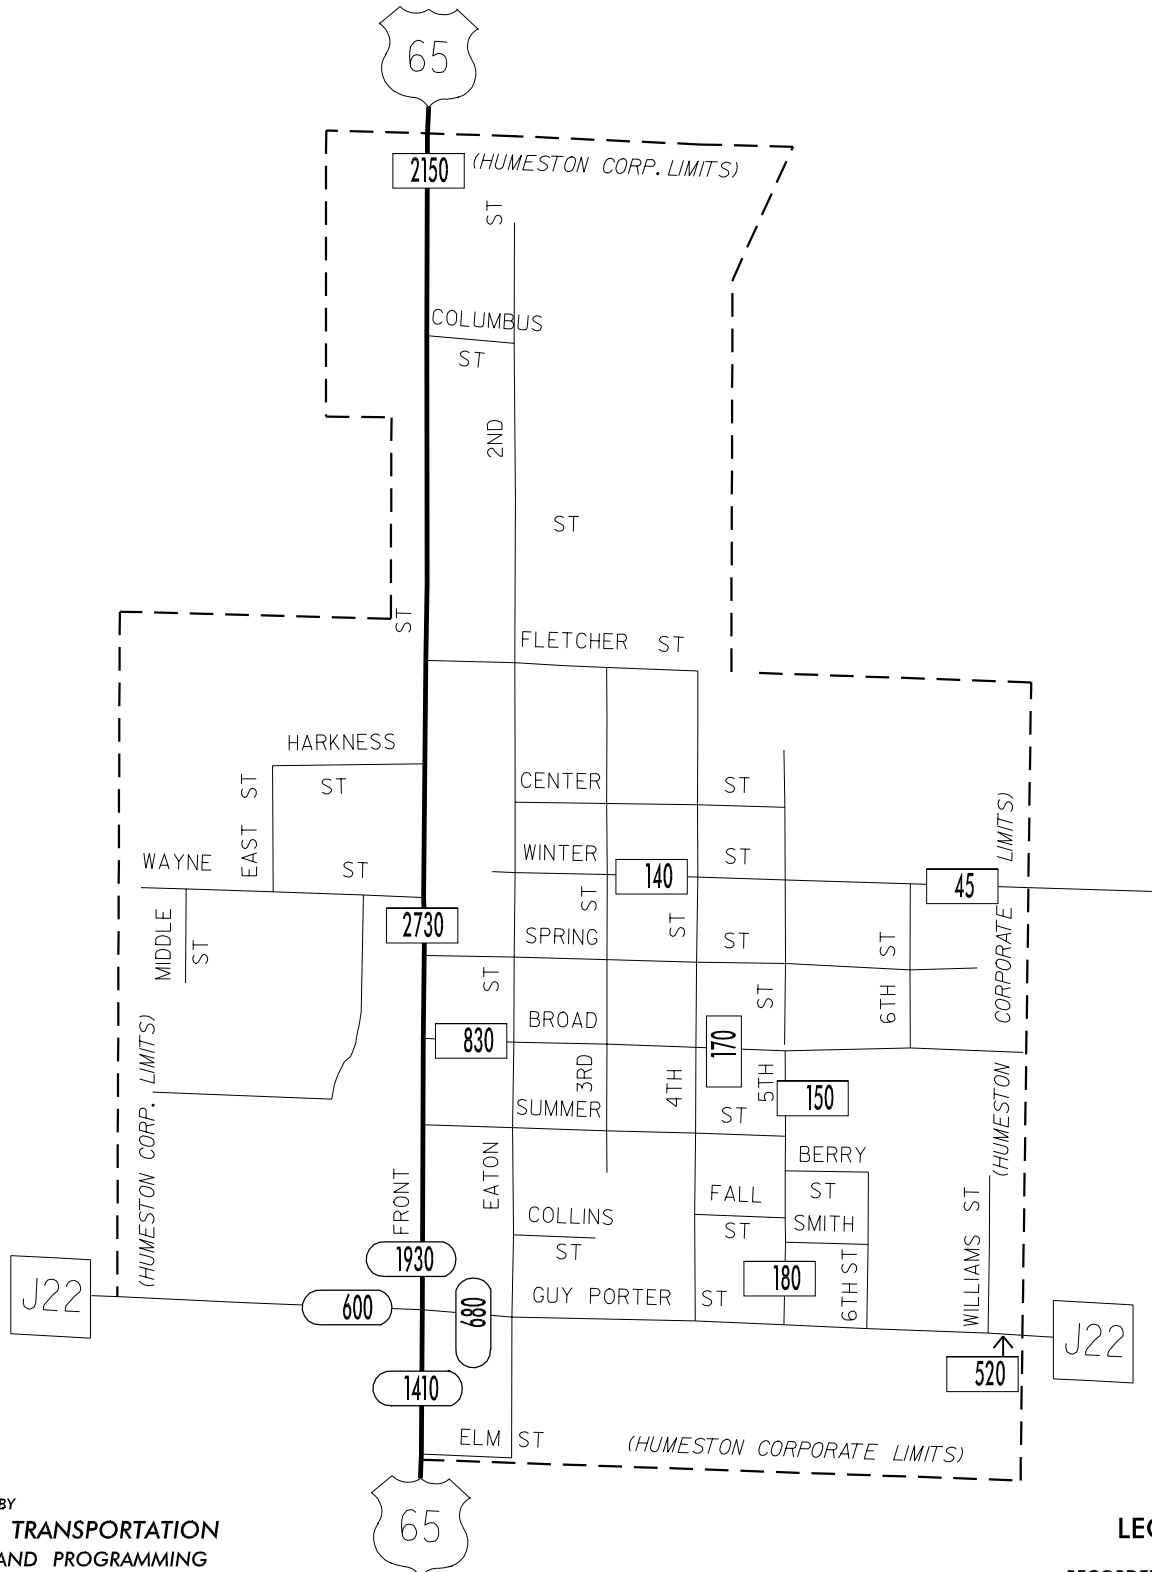 65
2150
(HUMESTON CORP. LIMITS)
ST
COLUMBUS
ST
2ND
ST
ST
FLETCHER ST
HARKNESS
ST
EAST ST
CENTER ST
WAYNE ST
WINTER ST
140
45
(HUMESTON CORPORATE LIMITS)
MIDDLE ST
2730
ST
ST
SPRING ST
6TH ST
ST
ST
830
BROAD
170
3RD
4TH
5TH
150
SUMMER ST
(HUMESTON CORP. LIMITS)
BERRY
ST
FRONT
EATON
FALL
ST
COLLINS
ST
SMITH
WILLIAMS ST
1930
180
6TH ST
J22
600
680
GUY PORTER ST
J22
520
1410
ELM ST
(HUMESTON CORPORATE LIMITS)
65
BY
TRANSPORTATION
AND PROGRAMMING